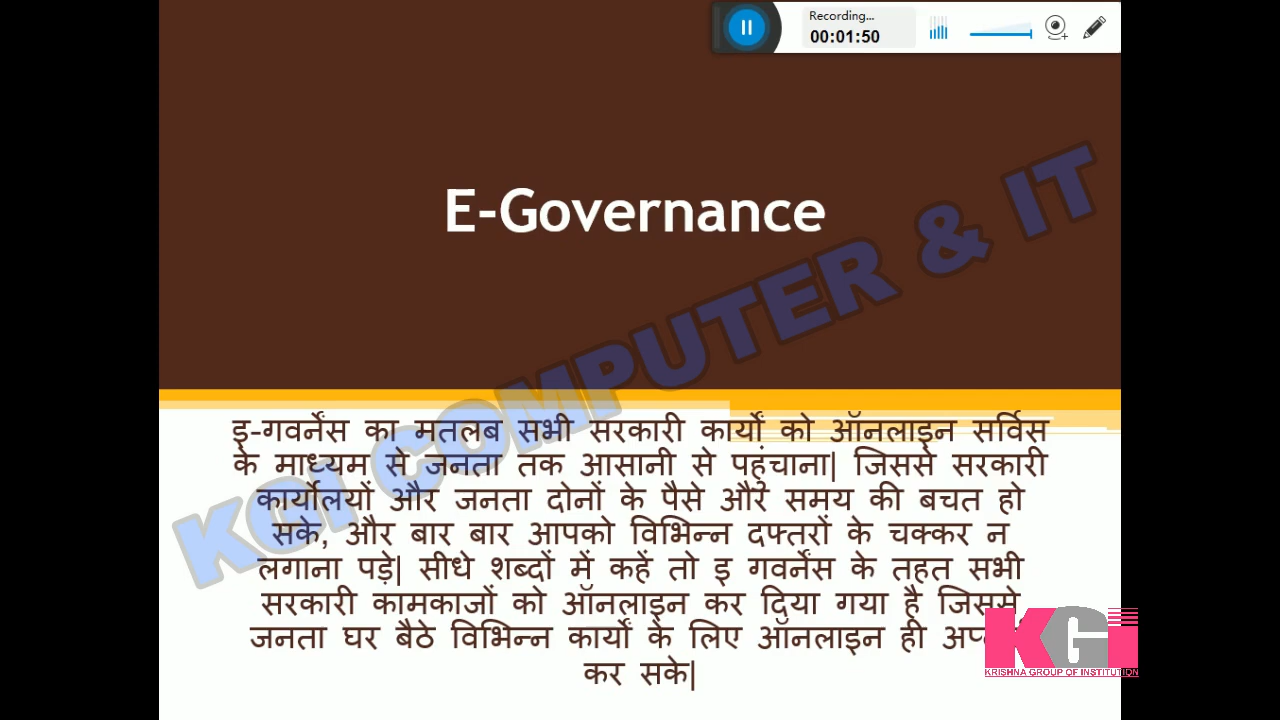 Recording...
00:01:50
E-Governance
KGI COMPUTER & IT
इ-गवर्नेंस का मतलब सभी सरकारी कार्यों को ऑनलाइन सर्विस
के माध्यम से जनता तक आसानी से पहुंचाना| जिससे सरकारी
कार्यालयों और जनता दोनों के पैसे और समय की बचत हो
सके, और बार बार आपको विभिन्न दफ्तरों के चक्कर न
लगाना पड़े| सीधे शब्दों में कहें तो इ गवर्नेंस के तहत सभी
सरकारी कामकाजों को ऑनलाइन कर दिया गया है जिससे
जनता घर बैठे विभिन्न कार्यों के लिए ऑनलाइन ही
कर सके|
KGI
KRISHNA GROUP OF INSTITUTION